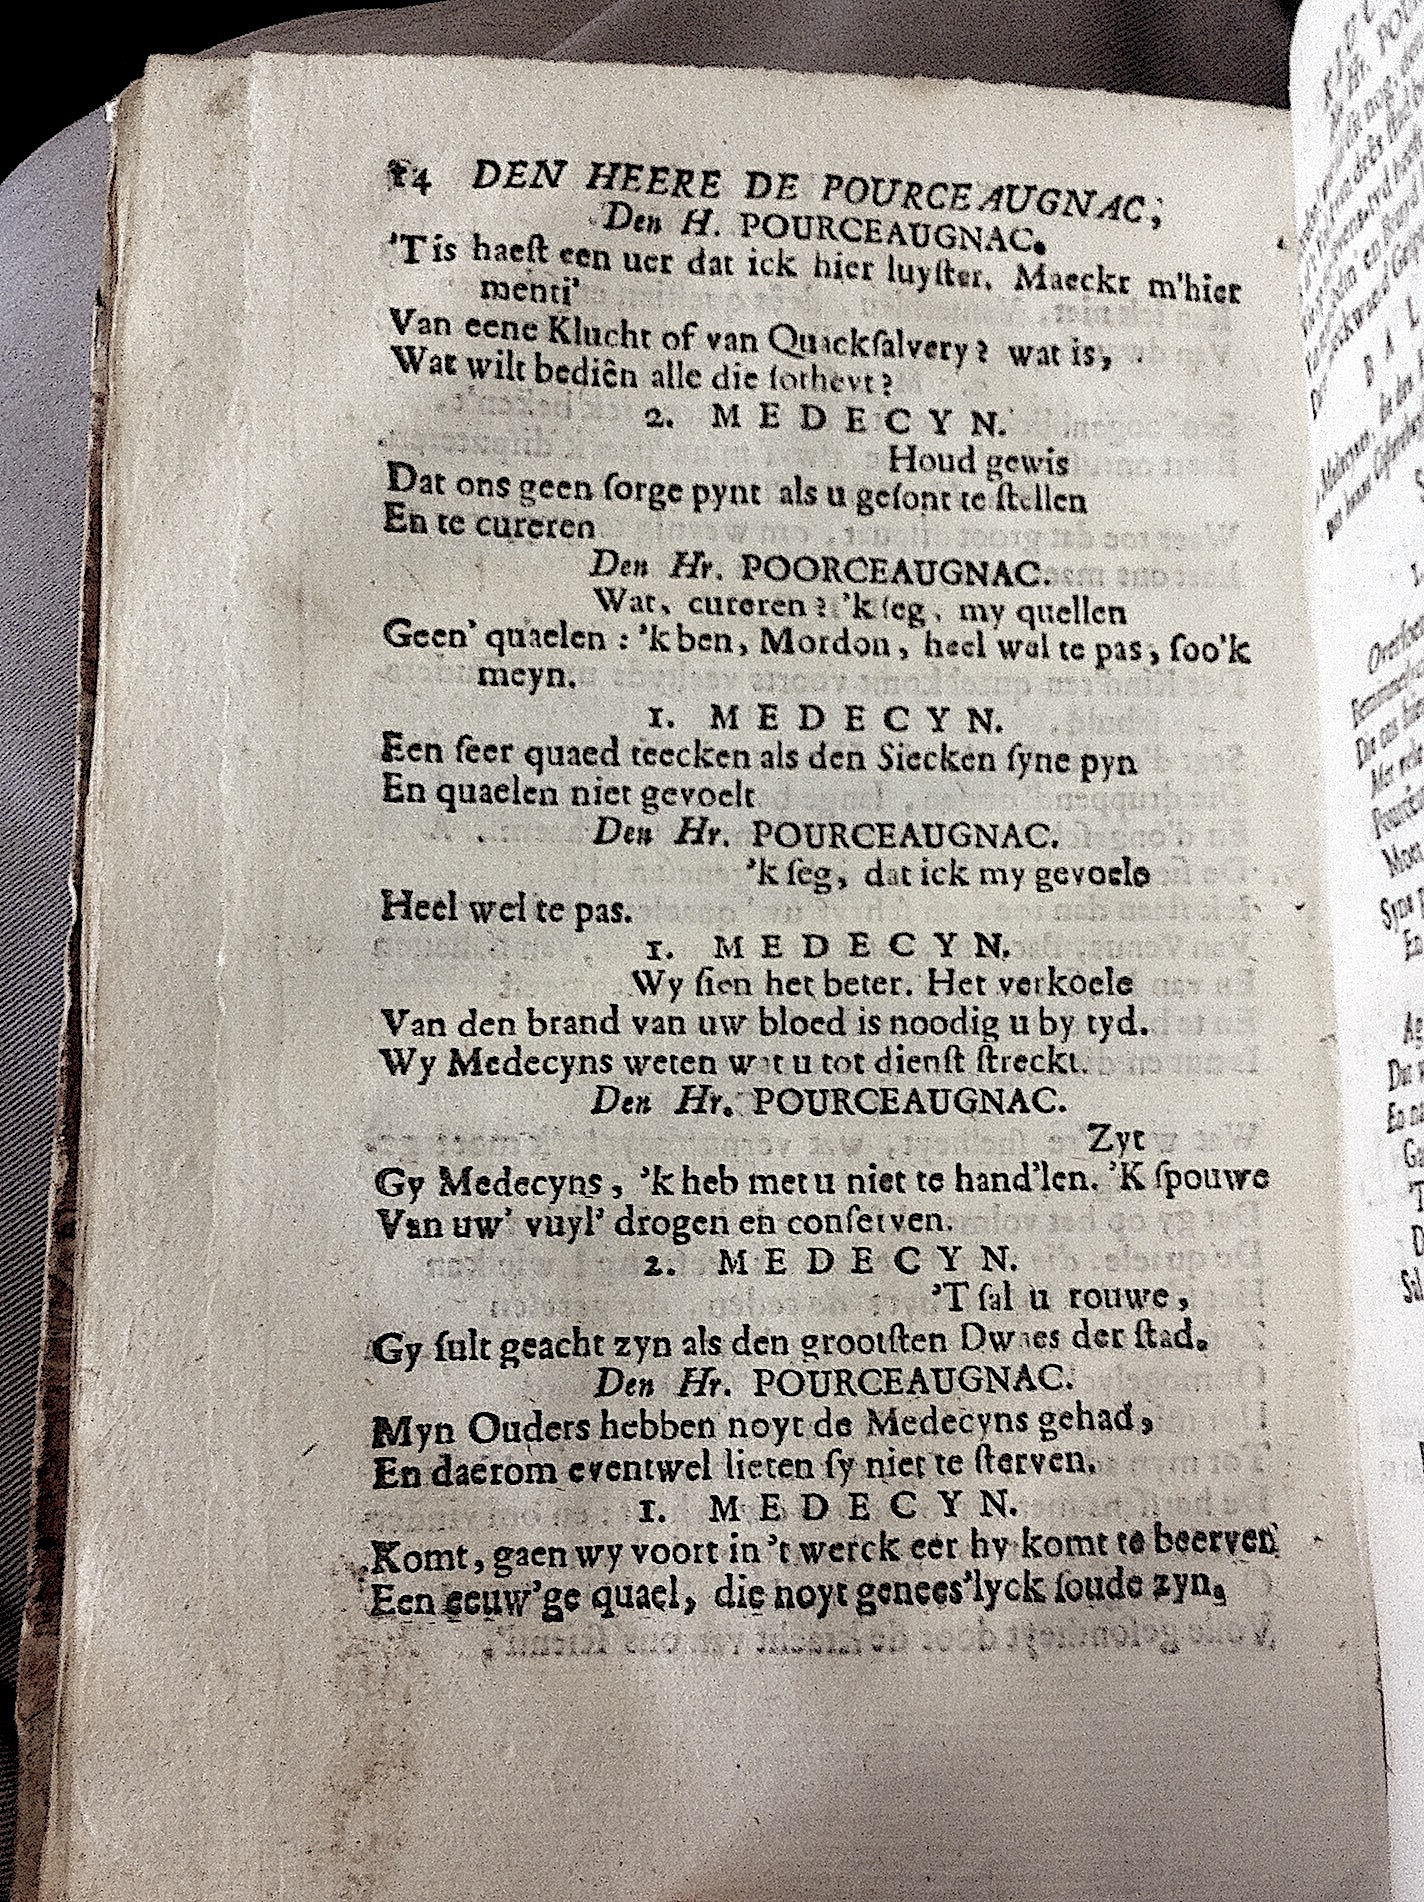 14 DEN HEERE DE POURCEAUGNAC,
Den H. POURCEAUGNAC.
'Tis haeſt een uer dat ick hier luyſter. Maeckt m'hier
menti'
Van eene Klucht of van Quackſalvery? wat is,
Wat wilt bediên alle die ſotheyt?
2. MEDECYN.
Houd gewis
Dat ons geen ſorge pynt als u geſont te ſtellen
En te cureren
Den Hr. POORCEAUGNAC.
Wat, cureren? 'k ſeg, my quellen
Geen' quaelen : 'k ben, Mordon, heel wel te pas, ſoo'k
meyn.
1. MEDECYN.
Een ſeer quaed teecken als den Siecken ſyne pyn
En quaelen niet gevoelt
Den Hr. POURCEAUGNAC.
'k ſeg, dat ick my gevoele
Heel wel te pas.
1. MEDECYN.
Wy ſien het beter. Het verkoele
Van den brand van uw bloed is noodig u by tyd.
Wy Medecyns weten wat u tot dienſt ſtreckt.
Den Hr. POURCEAUGNAC.
Zyt
Gy Medecyns, 'k heb met u niet te hand'len. 'K ſpouwe
Van uw' vuyl' drogen en conſerven.
2. MEDECYN.
'T ſal u rouwe,
Gy ſult geacht zyn als den grootſten Dwaes der ſtad.
Den Hr. POURCEAUGNAC.
Myn Ouders hebben noyt de Medecyns gehad,
En daerom eventwel lieten ſy niet te ſterven.
1. MEDECYN.
Komt, gaen wy voort in 't werck eer hy komt te beerven
Een eeuw'ge quael, die noyt genees'lyck ſoude zyn.